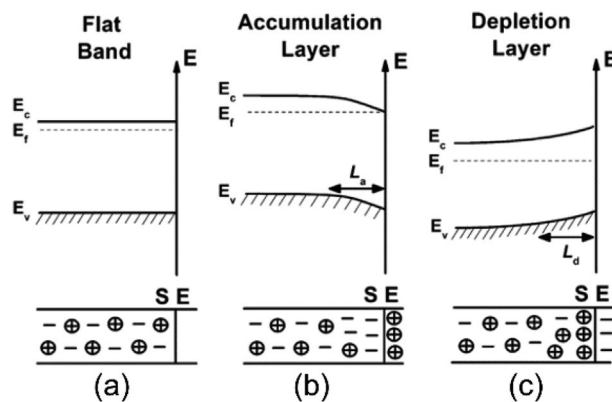 Flat Band
Accumulation Layer
Depletion Layer
E
E
E
Ec
Ef
Ev
Ec
Ef
Ev
La
Ec
Ef
Ev
Ld
S E
S E
S E
(a)
(b)
(c)